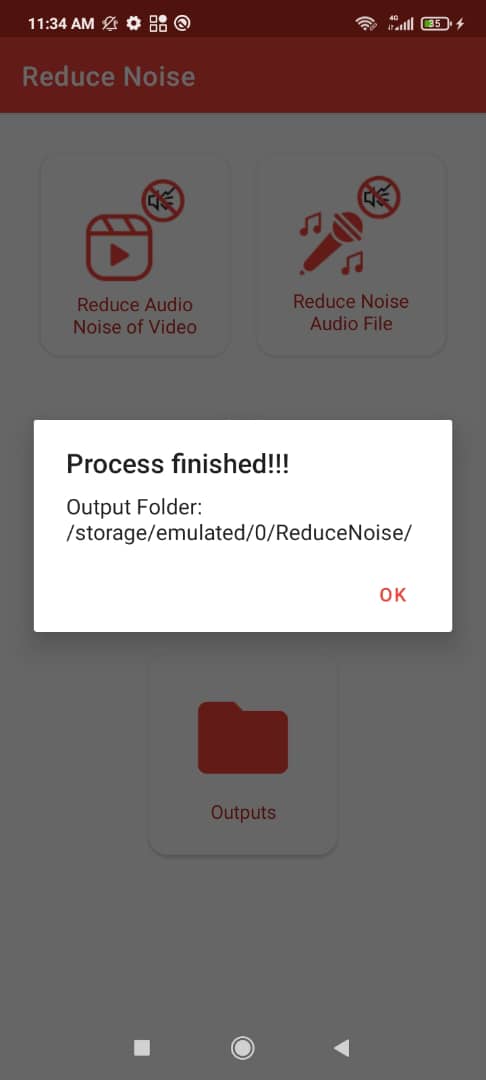 11:34 AM
4G
35
Reduce Noise
Reduce Audio
Noise of Video
Reduce Noise
Audio File
Process finished!!!
Output Folder:
/storage/emulated/0/ReduceNoise/
OK
Outputs